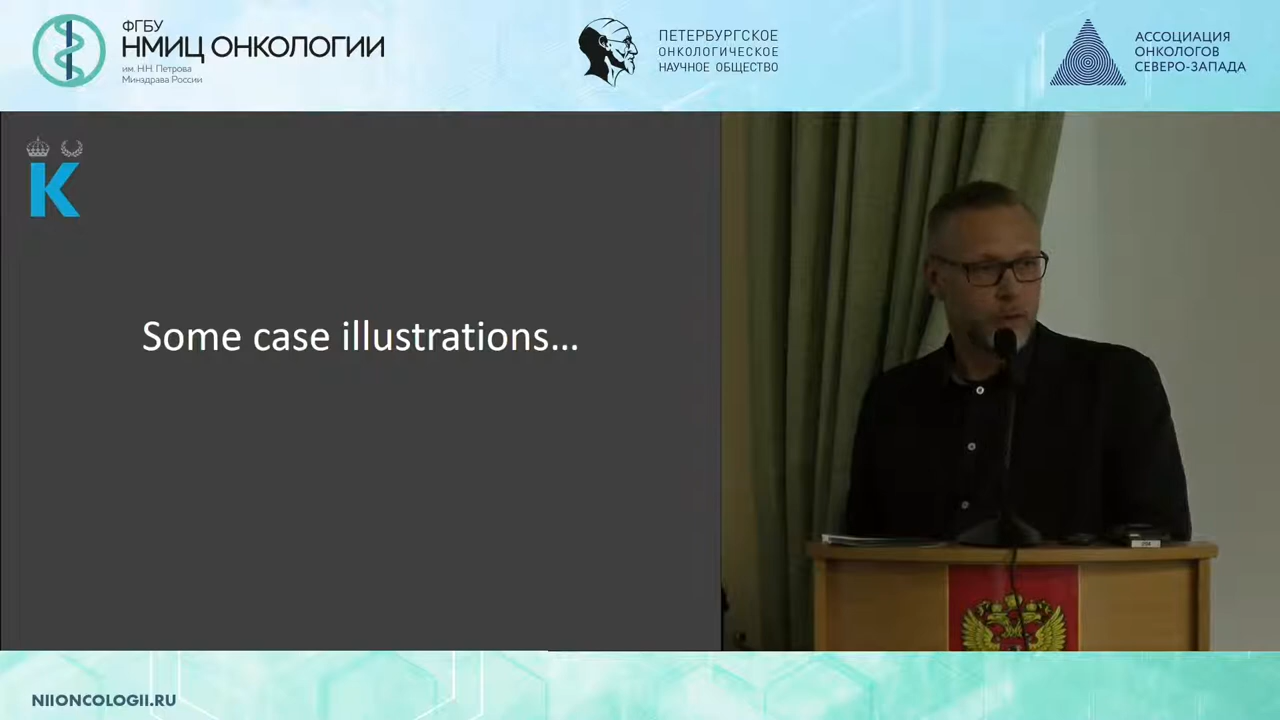 ФГБУ
НМИЦ ОНКОЛОГИИ
им. Н.Н. Петрова
Минздрава России
ПЕТЕРБУРГСКОЕ
ОНКОЛОГИЧЕСКОЕ
НАУЧНОЕ ОБЩЕСТВО
АССОЦИАЦИЯ
ОНКОЛОГОВ
СЕВЕРО-ЗАПАДА
K
Some case illustrations...
NIIONCOLOGII.RU